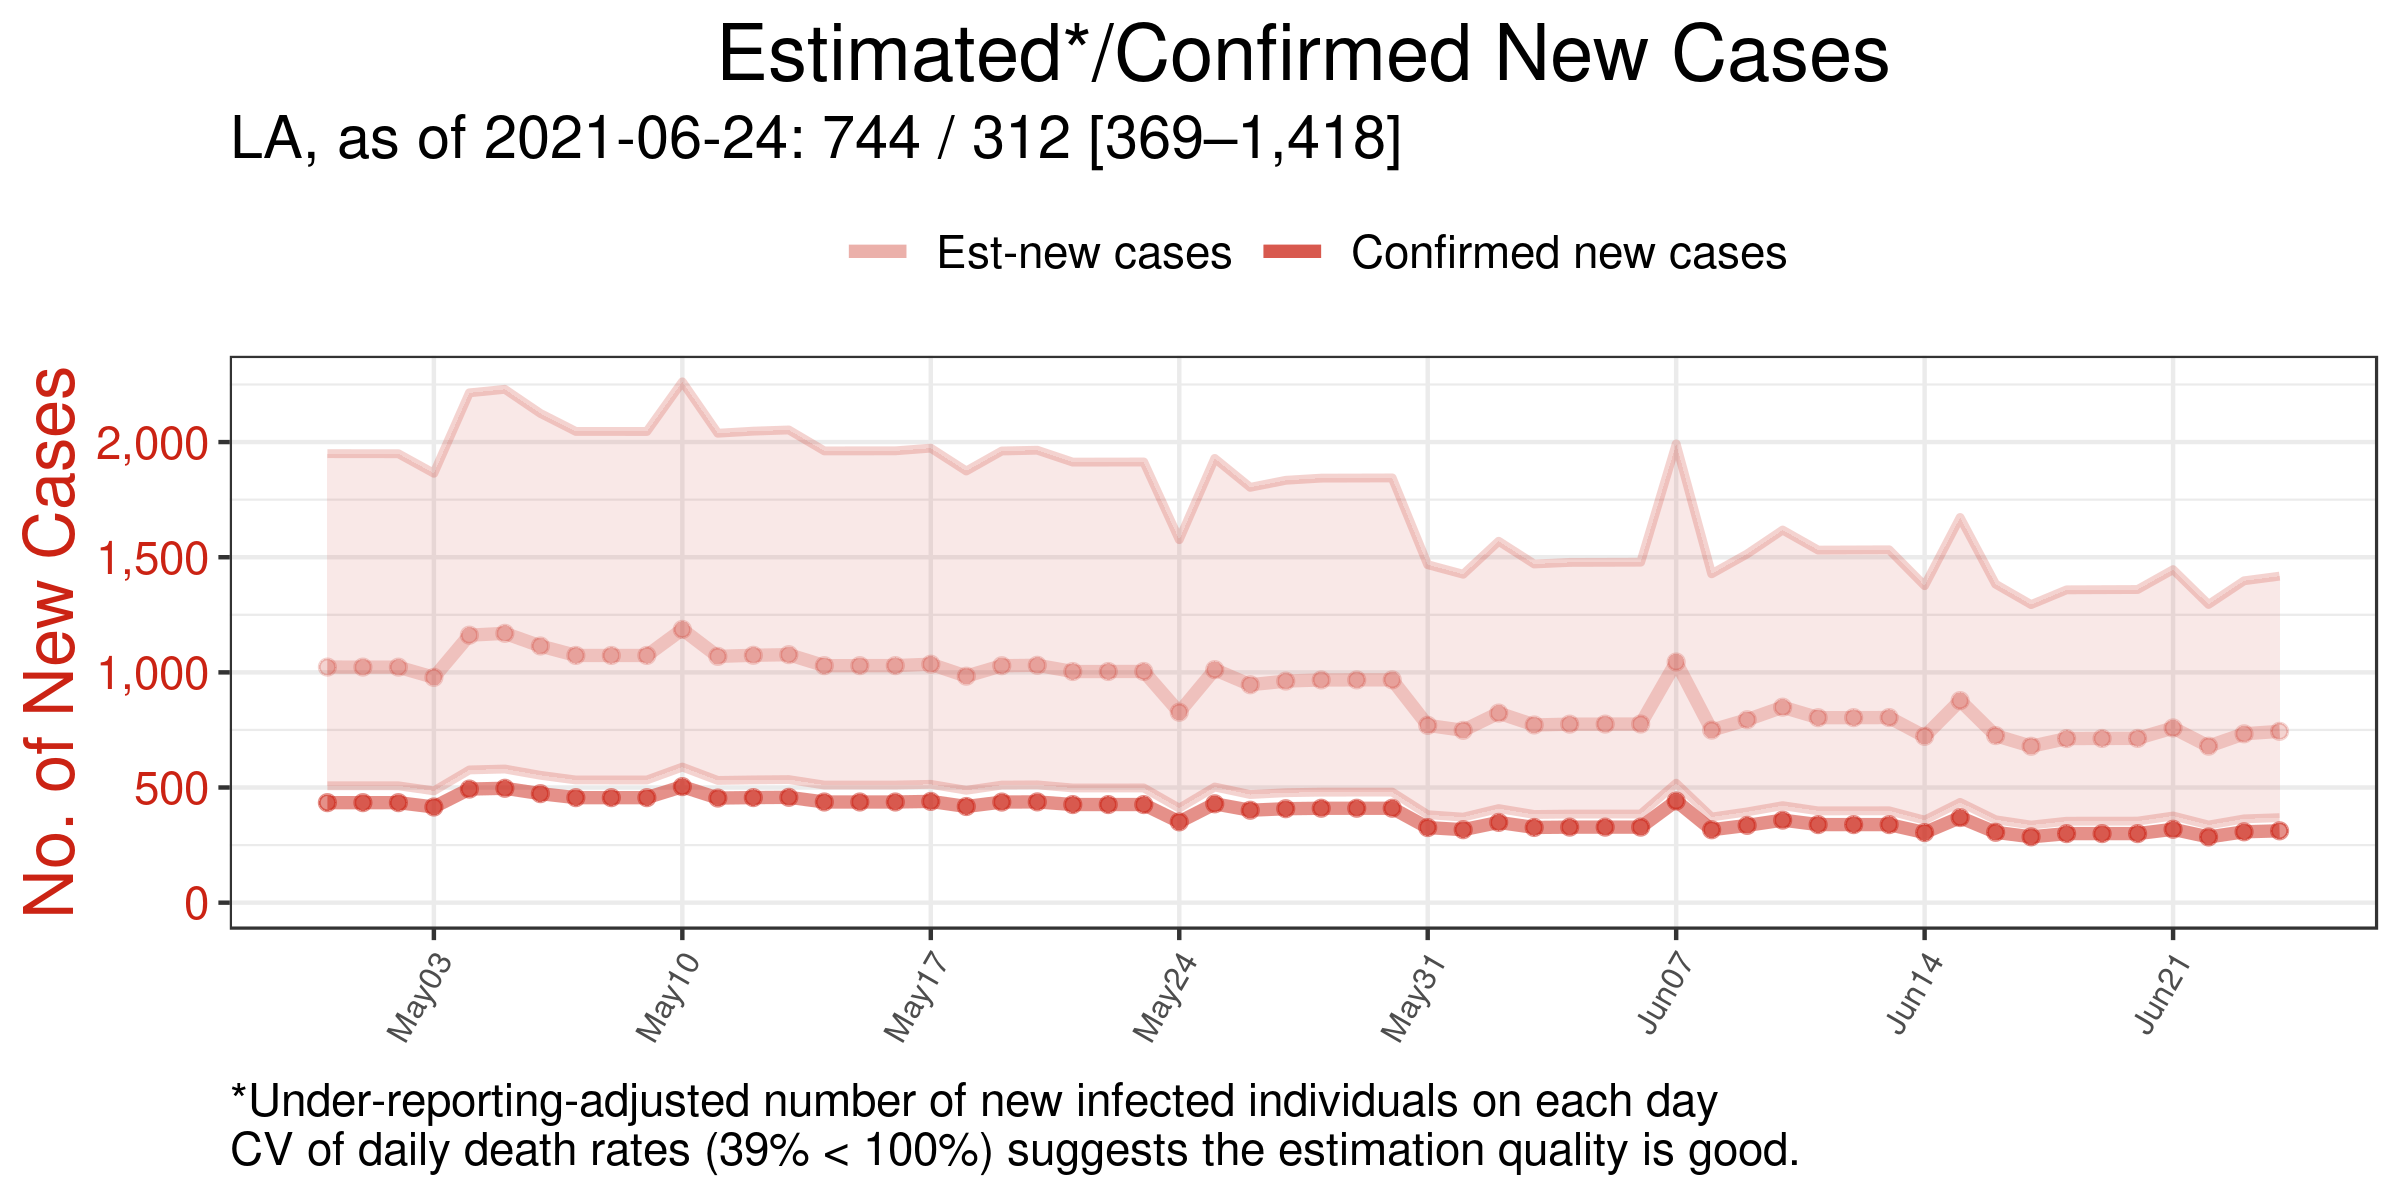 Estimated*/Confirmed New Cases
LA, as of 2021-06-24: 744 / 312 [369–1,418]
Est-new cases
Confirmed new cases
No. of New Cases
2,000
1,500
1,000
500
0
May03
May10
May17
May24
May31
Jun07
Jun14
Jun21
*Under-reporting-adjusted number of new infected individuals on each day
CV of daily death rates (39% < 100%) suggests the estimation quality is good.